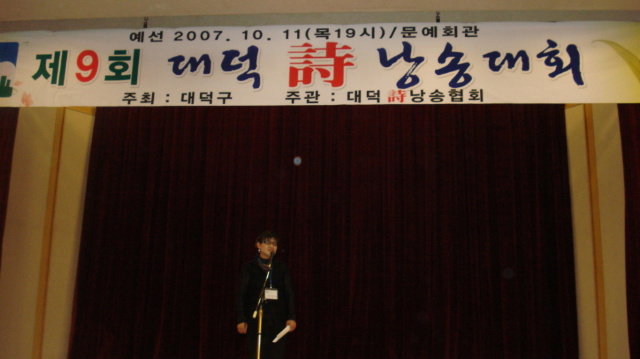 예선 2007. 10. 11(목19시)/문예회관
제9회 대덕 詩 낭송대회
주최 : 대덕구 주관 : 대덕詩낭송협회